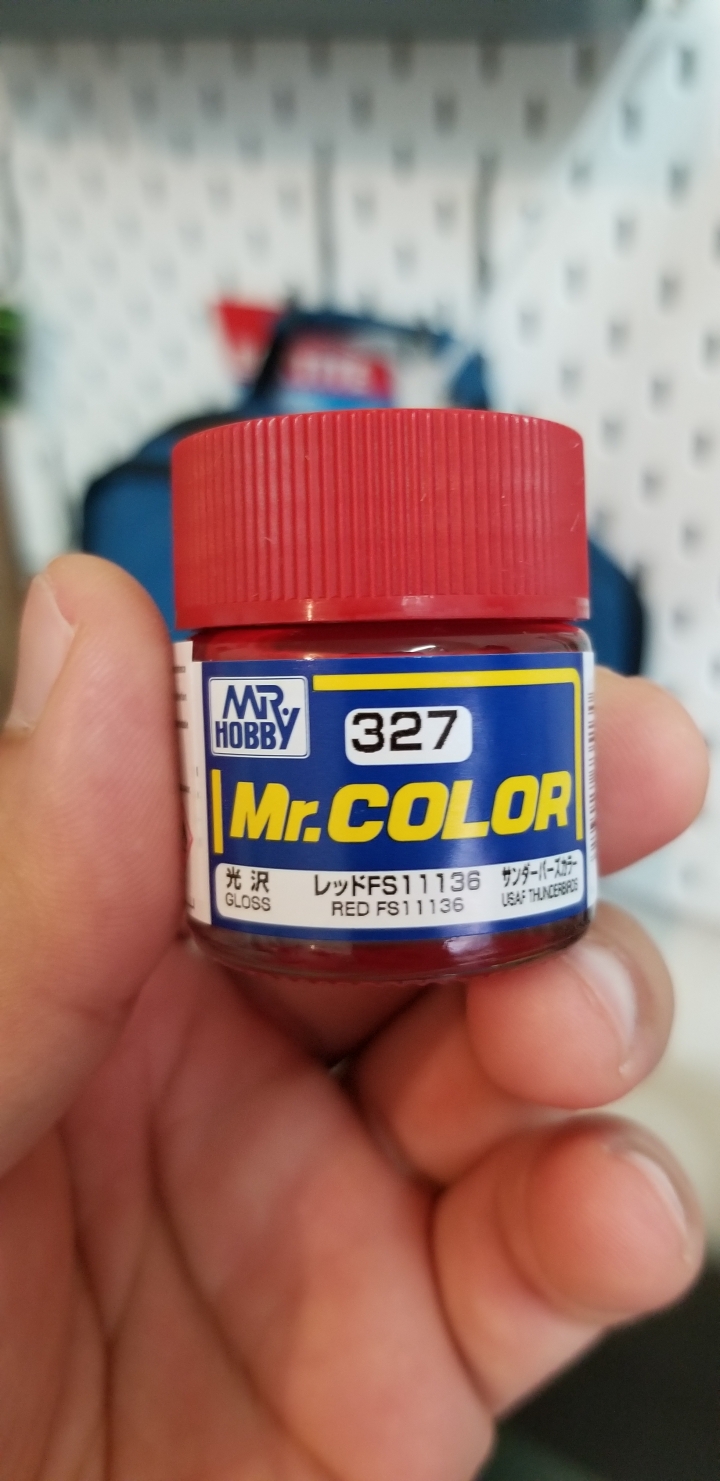 MR.
HOBBY
327
Mr.COLOR
光沢
GLOSS
レッドFS11136
RED FS11136
サンダーバーズカラー
USAF THUNDERBIRDS